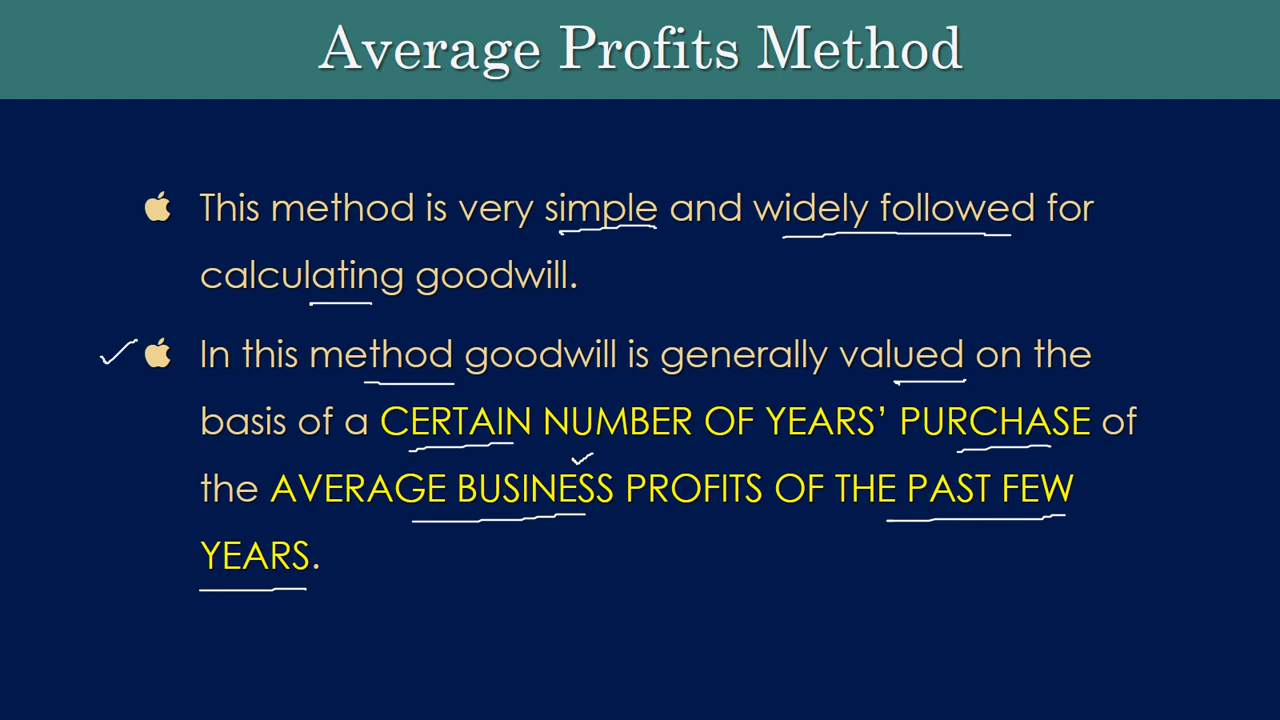 Average Profits Method
This method is very simple and widely followed for
calculating goodwill.
In this method goodwill is generally valued on the
basis of a CERTAIN NUMBER OF YEARS’ PURCHASE of
the AVERAGE BUSINESS PROFITS OF THE PAST FEW
YEARS.